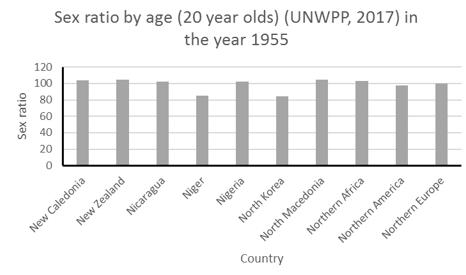 Sex ratio by age (20 year olds) (UNWPP, 2017) in
the year 1955
120
100
80
60
40
20
0
Sex ratio
New Caledonia
New Zealand
Nicaragua
Niger
Nigeria
North Korea
North Macedonia
Northern Africa
Northern America
Northern Europe
Country